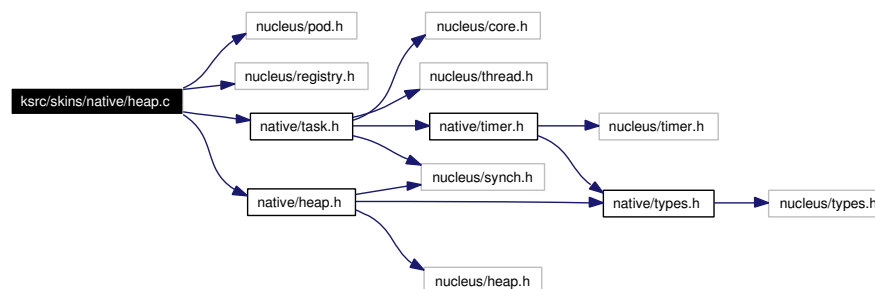 nucleus/pod.h
nucleus/core.h
nucleus/registry.h
nucleus/thread.h
ksrc/skins/native/heap.c
native/task.h
native/timer.h
nucleus/timer.h
nucleus/synch.h
native/heap.h
native/types.h
nucleus/types.h
nucleus/heap.h